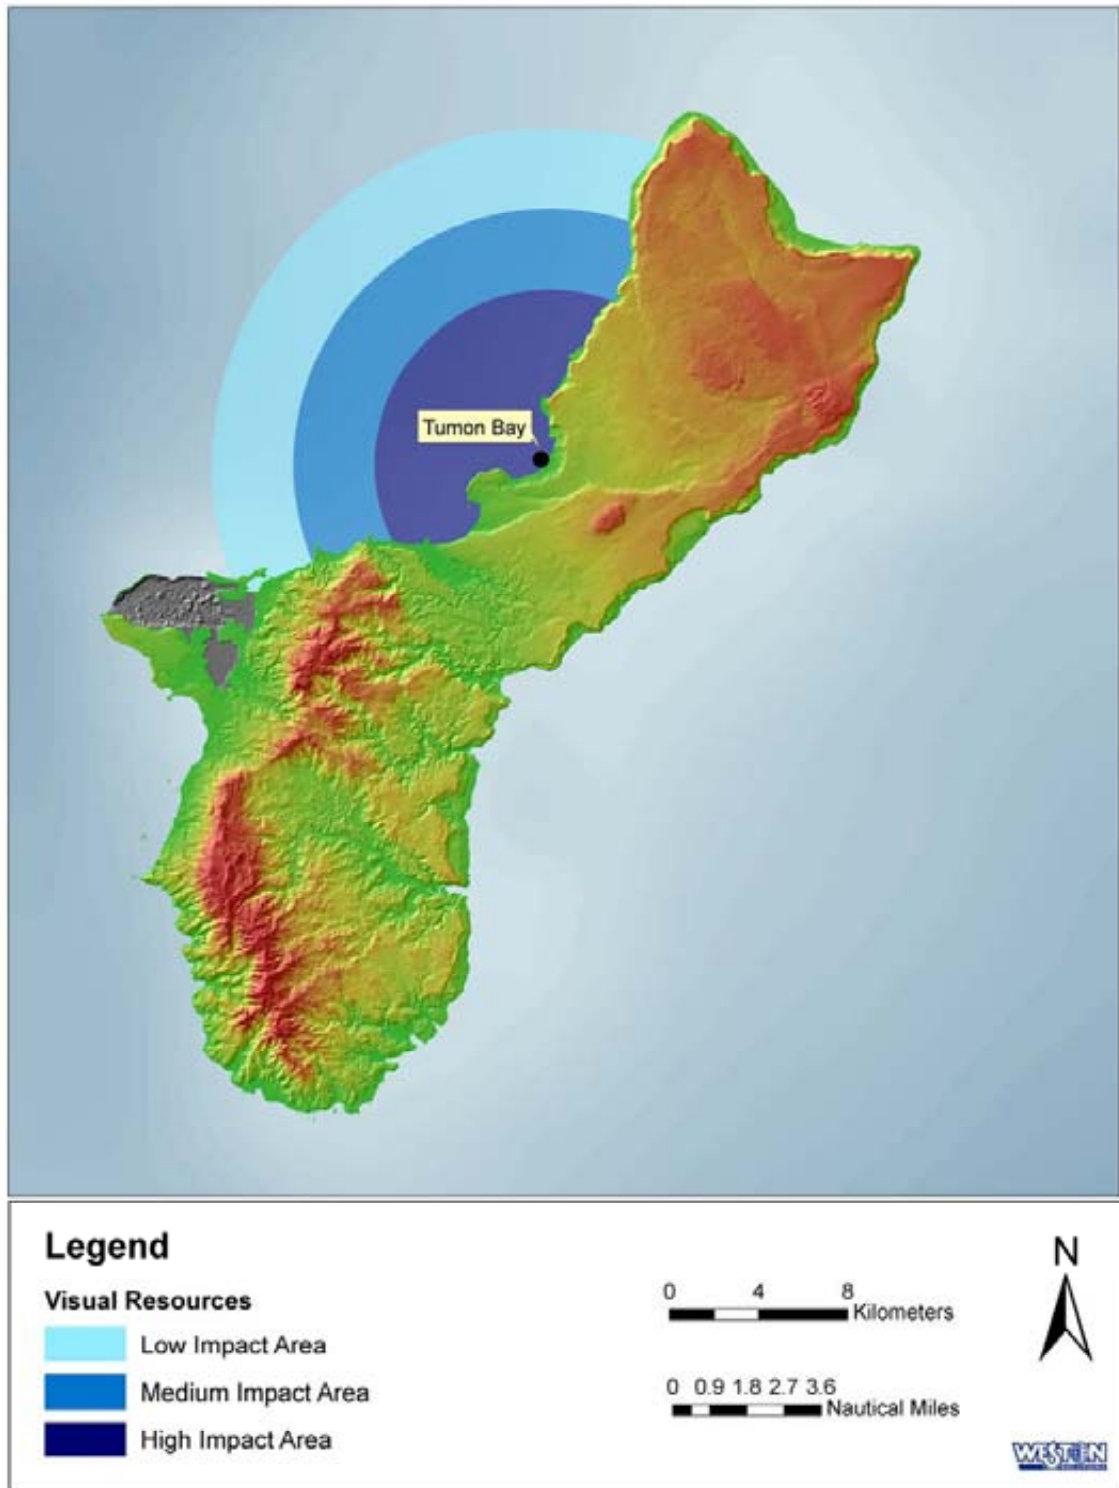 Tumon Bay
Legend
Visual Resources
Low Impact Area
Medium Impact Area
High Impact Area
0 4 8
Kilometers
0 0.9 1.8 2.7 3.6
Nautical Miles
N
WESTON